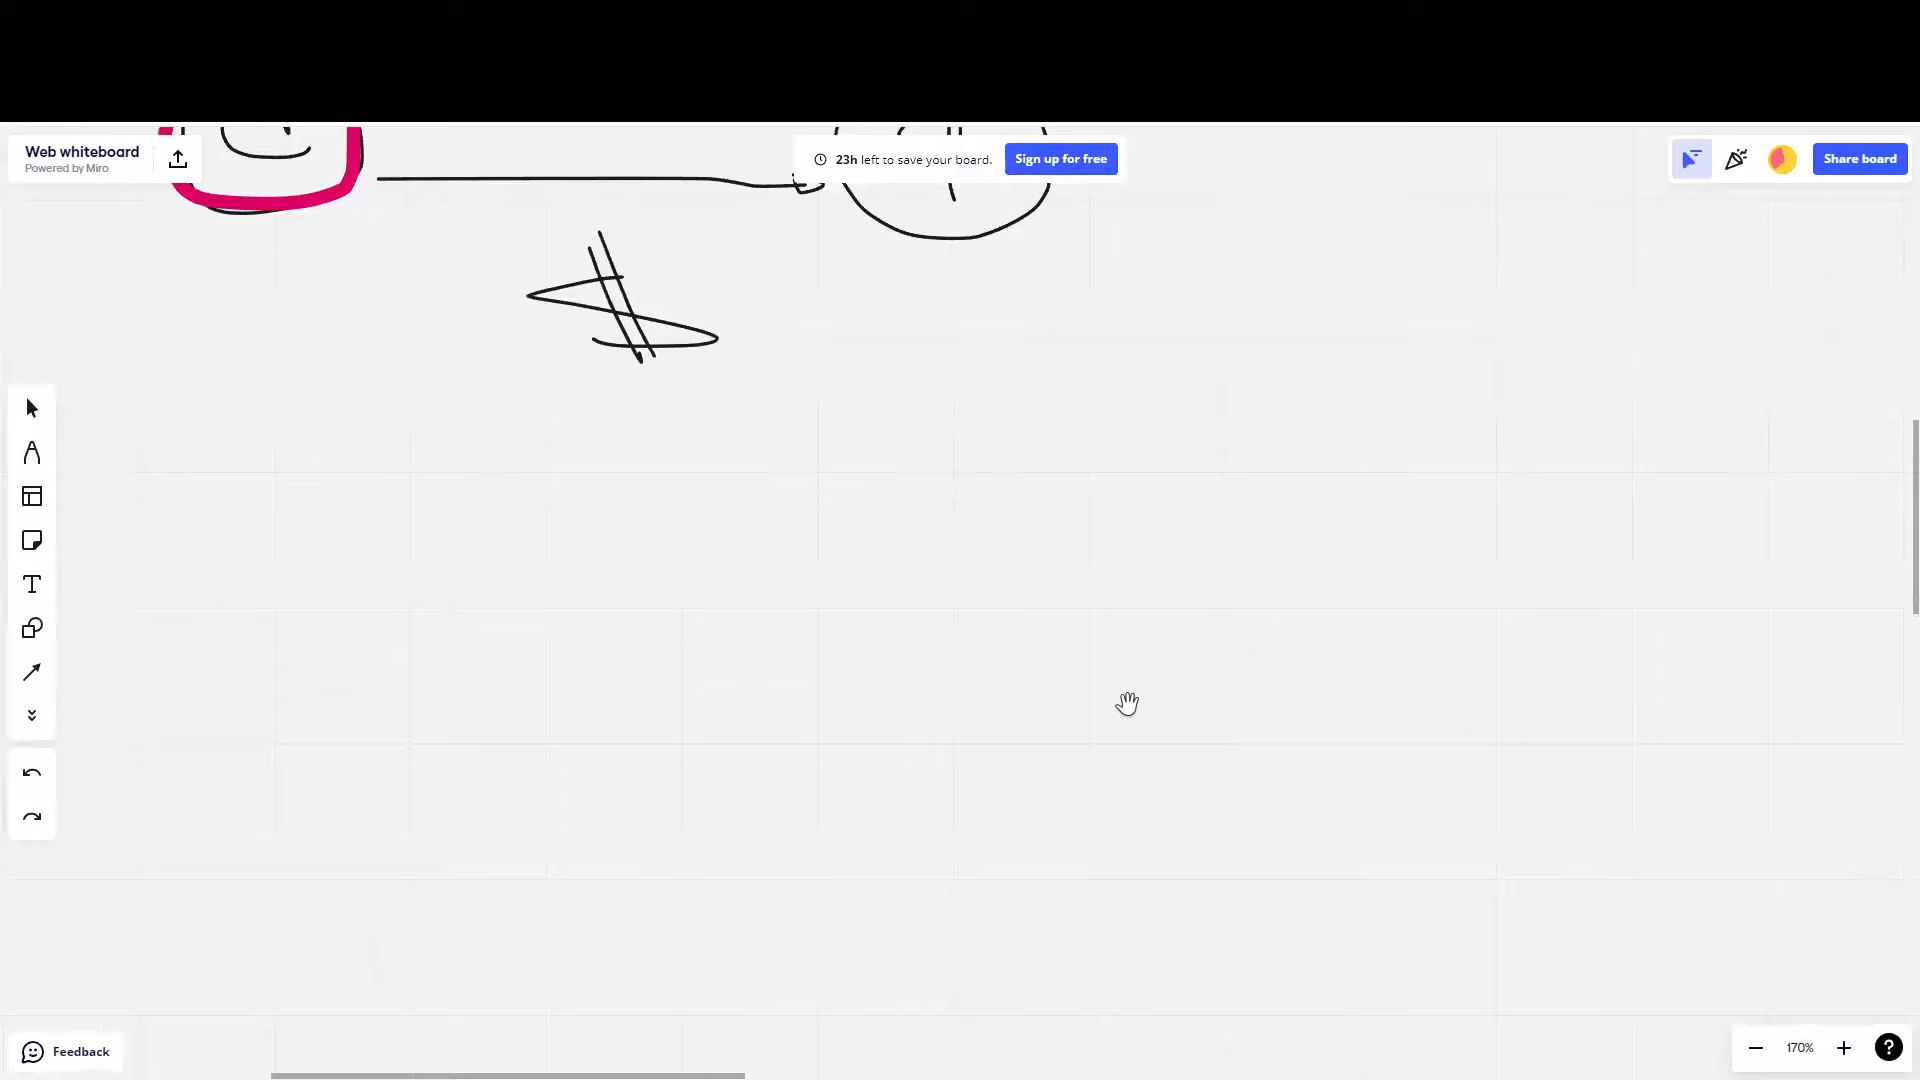 Web whiteboard
Powered by Miro
23h left to save your board.
Sign up for free
Share board
$
Feedback
170%